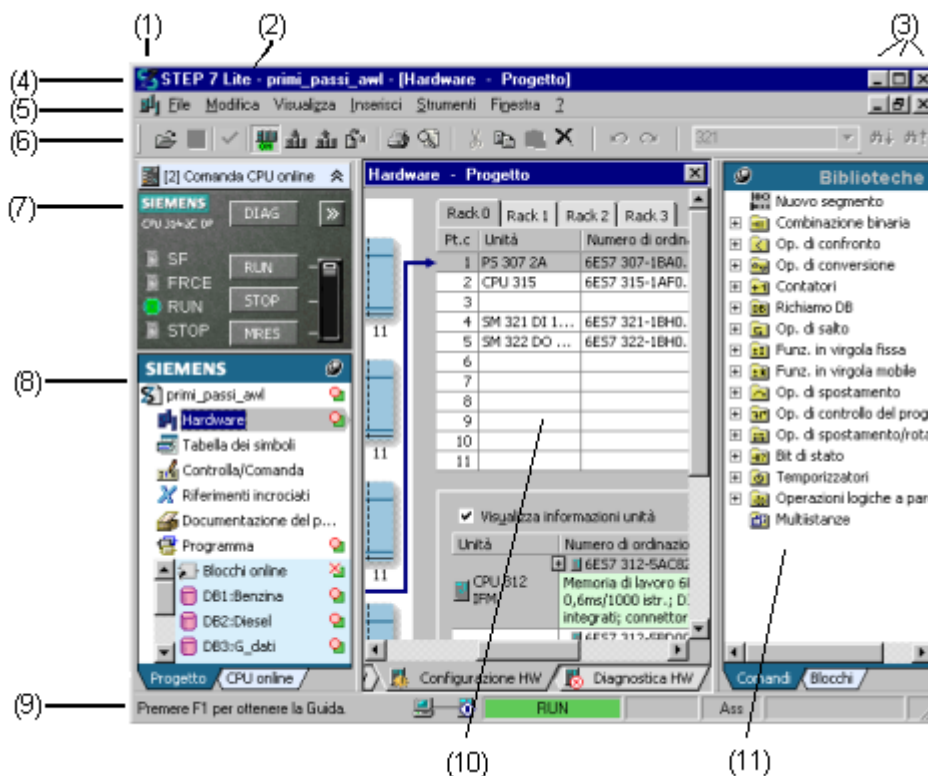 (1)
(2)
(3)
(4)
STEP 7 Lite - primi_passi_awl - [Hardware - Progetto]
(5)
File Modifica Visualizza Inserisci Strumenti Finestra ?
(6)
321
[2] Comanda CPU online
(7)
SIEMENS
CPU 314-2C DP
DIAG
SF
FRCE
RUN
STOP
RUN
STOP
MRES
(8)
SIEMENS
primi_passi_awl
Hardware
Tabella dei simboli
Controlla/Comanda
Riferimenti incrociati
Documentazione del p...
Programma
Blocchi online
DB1:Benzina
DB2:Diesel
DB3:G_dati
Progetto CPU online
Hardware - Progetto
11
11
11
Rack 0 Rack 1 Rack 2 Rack 3
Pt.c Unità Numero di ordin
1 PS 307 2A 6ES7 307-1BA0.
2 CPU 315 6ES7 315-1AF0.
3
4 SM 321 DI 1... 6ES7 321-1BH0.
5 SM 322 DO ... 6ES7 322-1BH0.
6
7
8
9
10
11
Visualizza informazioni unità
Unità Numero di ordinazio
CPU 312 IFM
6ES7 312-5AC82
Memoria di lavoro 6
0,6ms/1000 istr.; D
integrati; connettor
Configurazione HW Diagnostica HW
Biblioteche
Nuovo segmento
Combinazione binaria
Op. di confronto
Op. di conversione
Contatori
Richiamo DB
Op. di salto
Funz. in virgola fissa
Funz. in virgola mobile
Op. di spostamento
Op. di controllo del prog
Op. di spostamento/rota
Bit di stato
Temporizzatori
Operazioni logiche a par
Multiistanze
Comandi Blocchi
(9)
Premere F1 per ottenere la Guida.
RUN
Ass
(10)
(11)